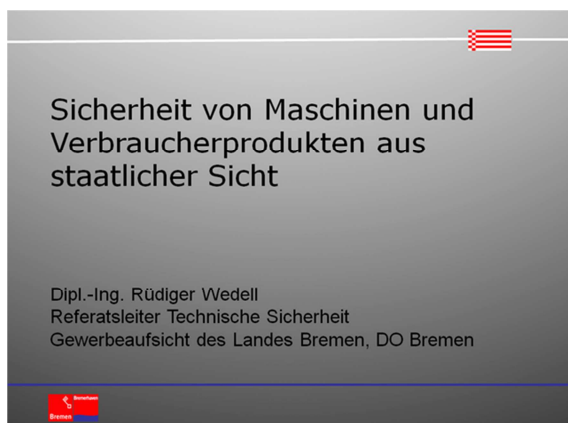 Sicherheit von Maschinen und
Verbraucherprodukten aus
staatlicher Sicht
Dipl.-Ing. Rüdiger Wedell
Referatsleiter Technische Sicherheit
Gewerbeaufsicht des Landes Bremen, DO Bremen
Bremerhaven
Bremen